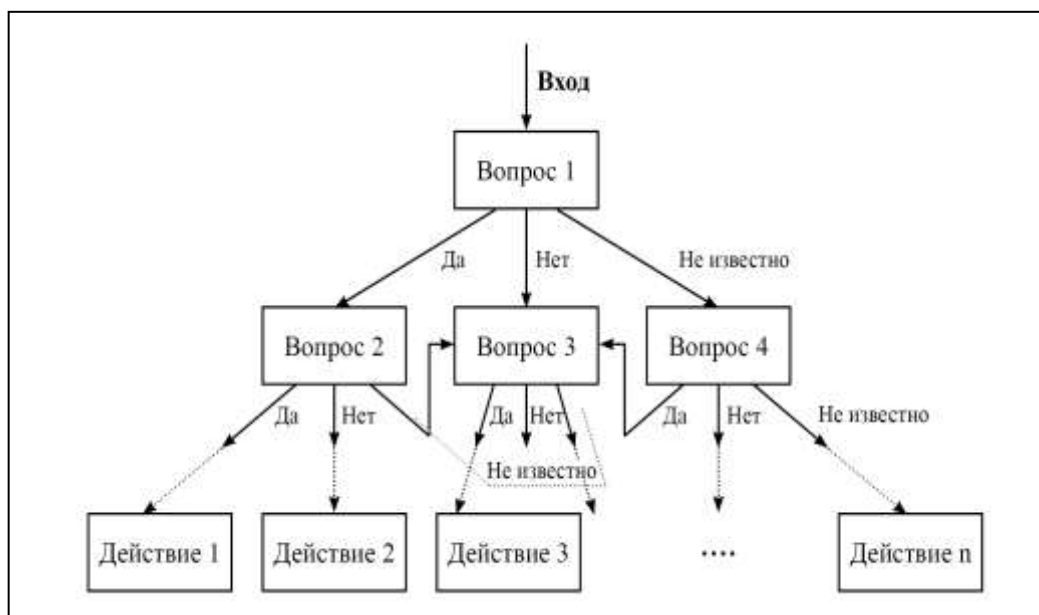 Вход
Вопрос 1
Да
Нет
Не известно
Вопрос 2
Вопрос 3
Вопрос 4
Да
Нет
Да
Нет
Да
Нет
Не известно
Не известно
Действие 1
Действие 2
Действие 3
....
Действие n